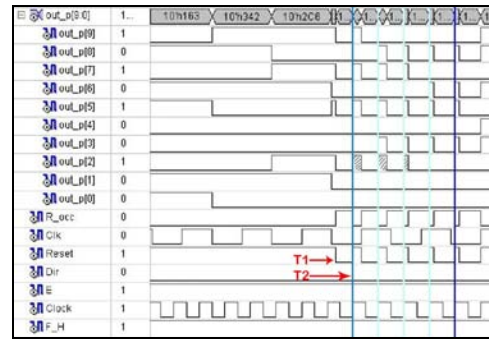 out_p[9:0] 1... 10'h163 10'h342 10'h2C6
out_p[9] 1
out_p[8] 0
out_p[7] 1
out_p[6] 0
out_p[5] 1
out_p[4] 0
out_p[3] 0
out_p[2] 1
out_p[1] 0
out_p[0] 0
R_occ 0
Clk 0
Reset 1 T1
Dir 0 T2
E 1
Clock 1
F_H 1